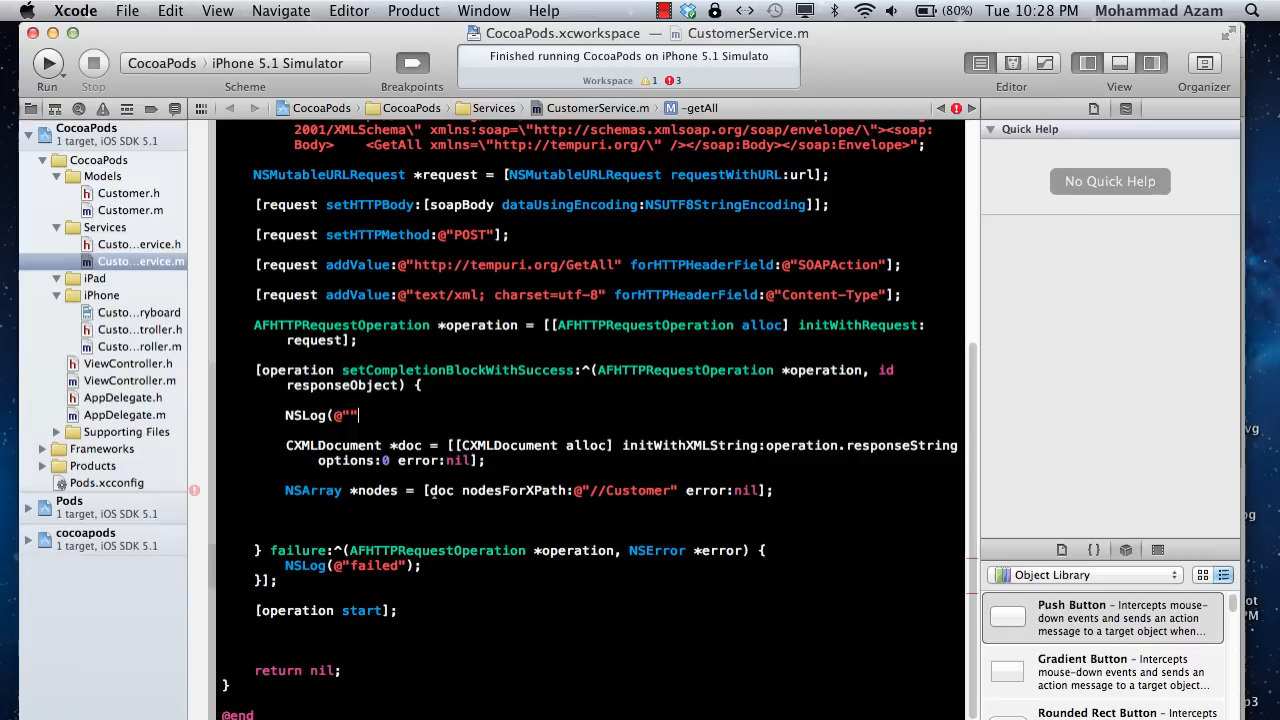 Xcode File Edit View Navigate Editor Product Window Help (80%) Tue 10:28 PM Mohammad Azam
CocoaPods.xcworkspace — CustomerService.m
Run Stop CocoaPods iPhone 5.1 Simulator
Scheme
Breakpoints
Finished running CocoaPods on iPhone 5.1 Simulator
Workspace 1 3
Editor
View
Organizer
CocoaPods CocoaPods Services CustomerService.m -getAll
CocoaPods
1 target, iOS SDK 5.1
CocoaPods
Models
Customer.h
Customer.m
Services
Custo...ervice.h
Custo...ervice.m
iPad
iPhone
Custo...ryboard
Custo...troller.h
Custo...troller.m
ViewController.h
ViewController.m
AppDelegate.h
AppDelegate.m
Supporting Files
Frameworks
Products
Pods.xcconfig
Pods
1 target, iOS SDK 5.1
cocoapods
1 target, iOS SDK 5.1
2001/XMLSchema\" xmlns:soap=\"http://schemas.xmlsoap.org/soap/envelope/\"><soap:
Body> <GetAll xmlns=\"http://tempuri.org/\" /></soap:Body></soap:Envelope>";
NSMutableURLRequest *request = [NSMutableURLRequest requestWithURL:url];
[request setHTTPBody:[soapBody dataUsingEncoding:NSUTF8StringEncoding]];
[request setHTTPMethod:@"POST"];
[request addValue:@"http://tempuri.org/GetAll" forHTTPHeaderField:@"SOAPAction"];
[request addValue:@"text/xml; charset=utf-8" forHTTPHeaderField:@"Content-Type"];
AFHTTPRequestOperation *operation = [[AFHTTPRequestOperation alloc] initWithRequest:
request];
[operation setCompletionBlockWithSuccess:^(AFHTTPRequestOperation *operation, id
responseObject) {
NSLog(@""
CXMLDocument *doc = [[CXMLDocument alloc] initWithXMLString:operation.responseString
options:0 error:nil];
NSArray *nodes = [doc nodesForXPath:@"//Customer" error:nil];
} failure:^(AFHTTPRequestOperation *operation, NSError *error) {
NSLog(@"failed");
}];
[operation start];
return nil;
}
@end
Quick Help
No Quick Help
Object Library
Push Button – Intercepts mouse-
down events and sends an action
message to a target object when...
Gradient Button – Intercepts
mouse-down events and sends an
action message to a target object...
Rounded Rect Button – Intercepts